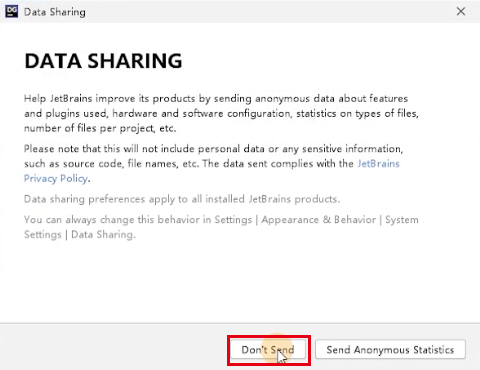 DG Data Sharing
DATA SHARING
Help JetBrains improve its products by sending anonymous data about features
and plugins used, hardware and software configuration, statistics on types of files,
number of files per project, etc.
Please note that this will not include personal data or any sensitive information,
such as source code, file names, etc. The data sent complies with the JetBrains
Privacy Policy.
Data sharing preferences apply to all installed JetBrains products.
You can always change this behavior in Settings | Appearance & Behavior | System
Settings | Data Sharing.
Don't Send Send Anonymous Statistics